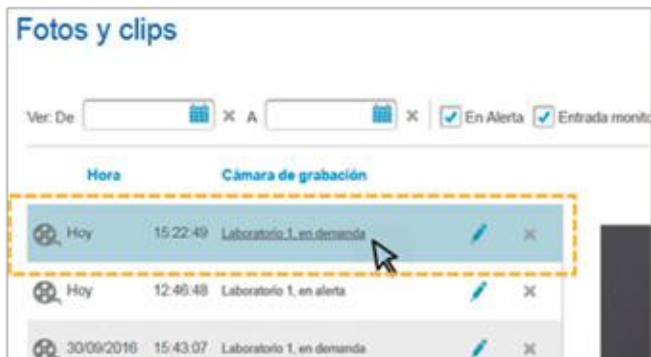 Fotos y clips
Ver: De A En Alerta Entrada monito
Hora Cámara de grabación
Hoy 15:22:49 Laboratorio 1, en demanda
Hoy 12:46:48 Laboratorio 1, en alerta
30/09/2016 15:43:07 Laboratorio 1, en demanda